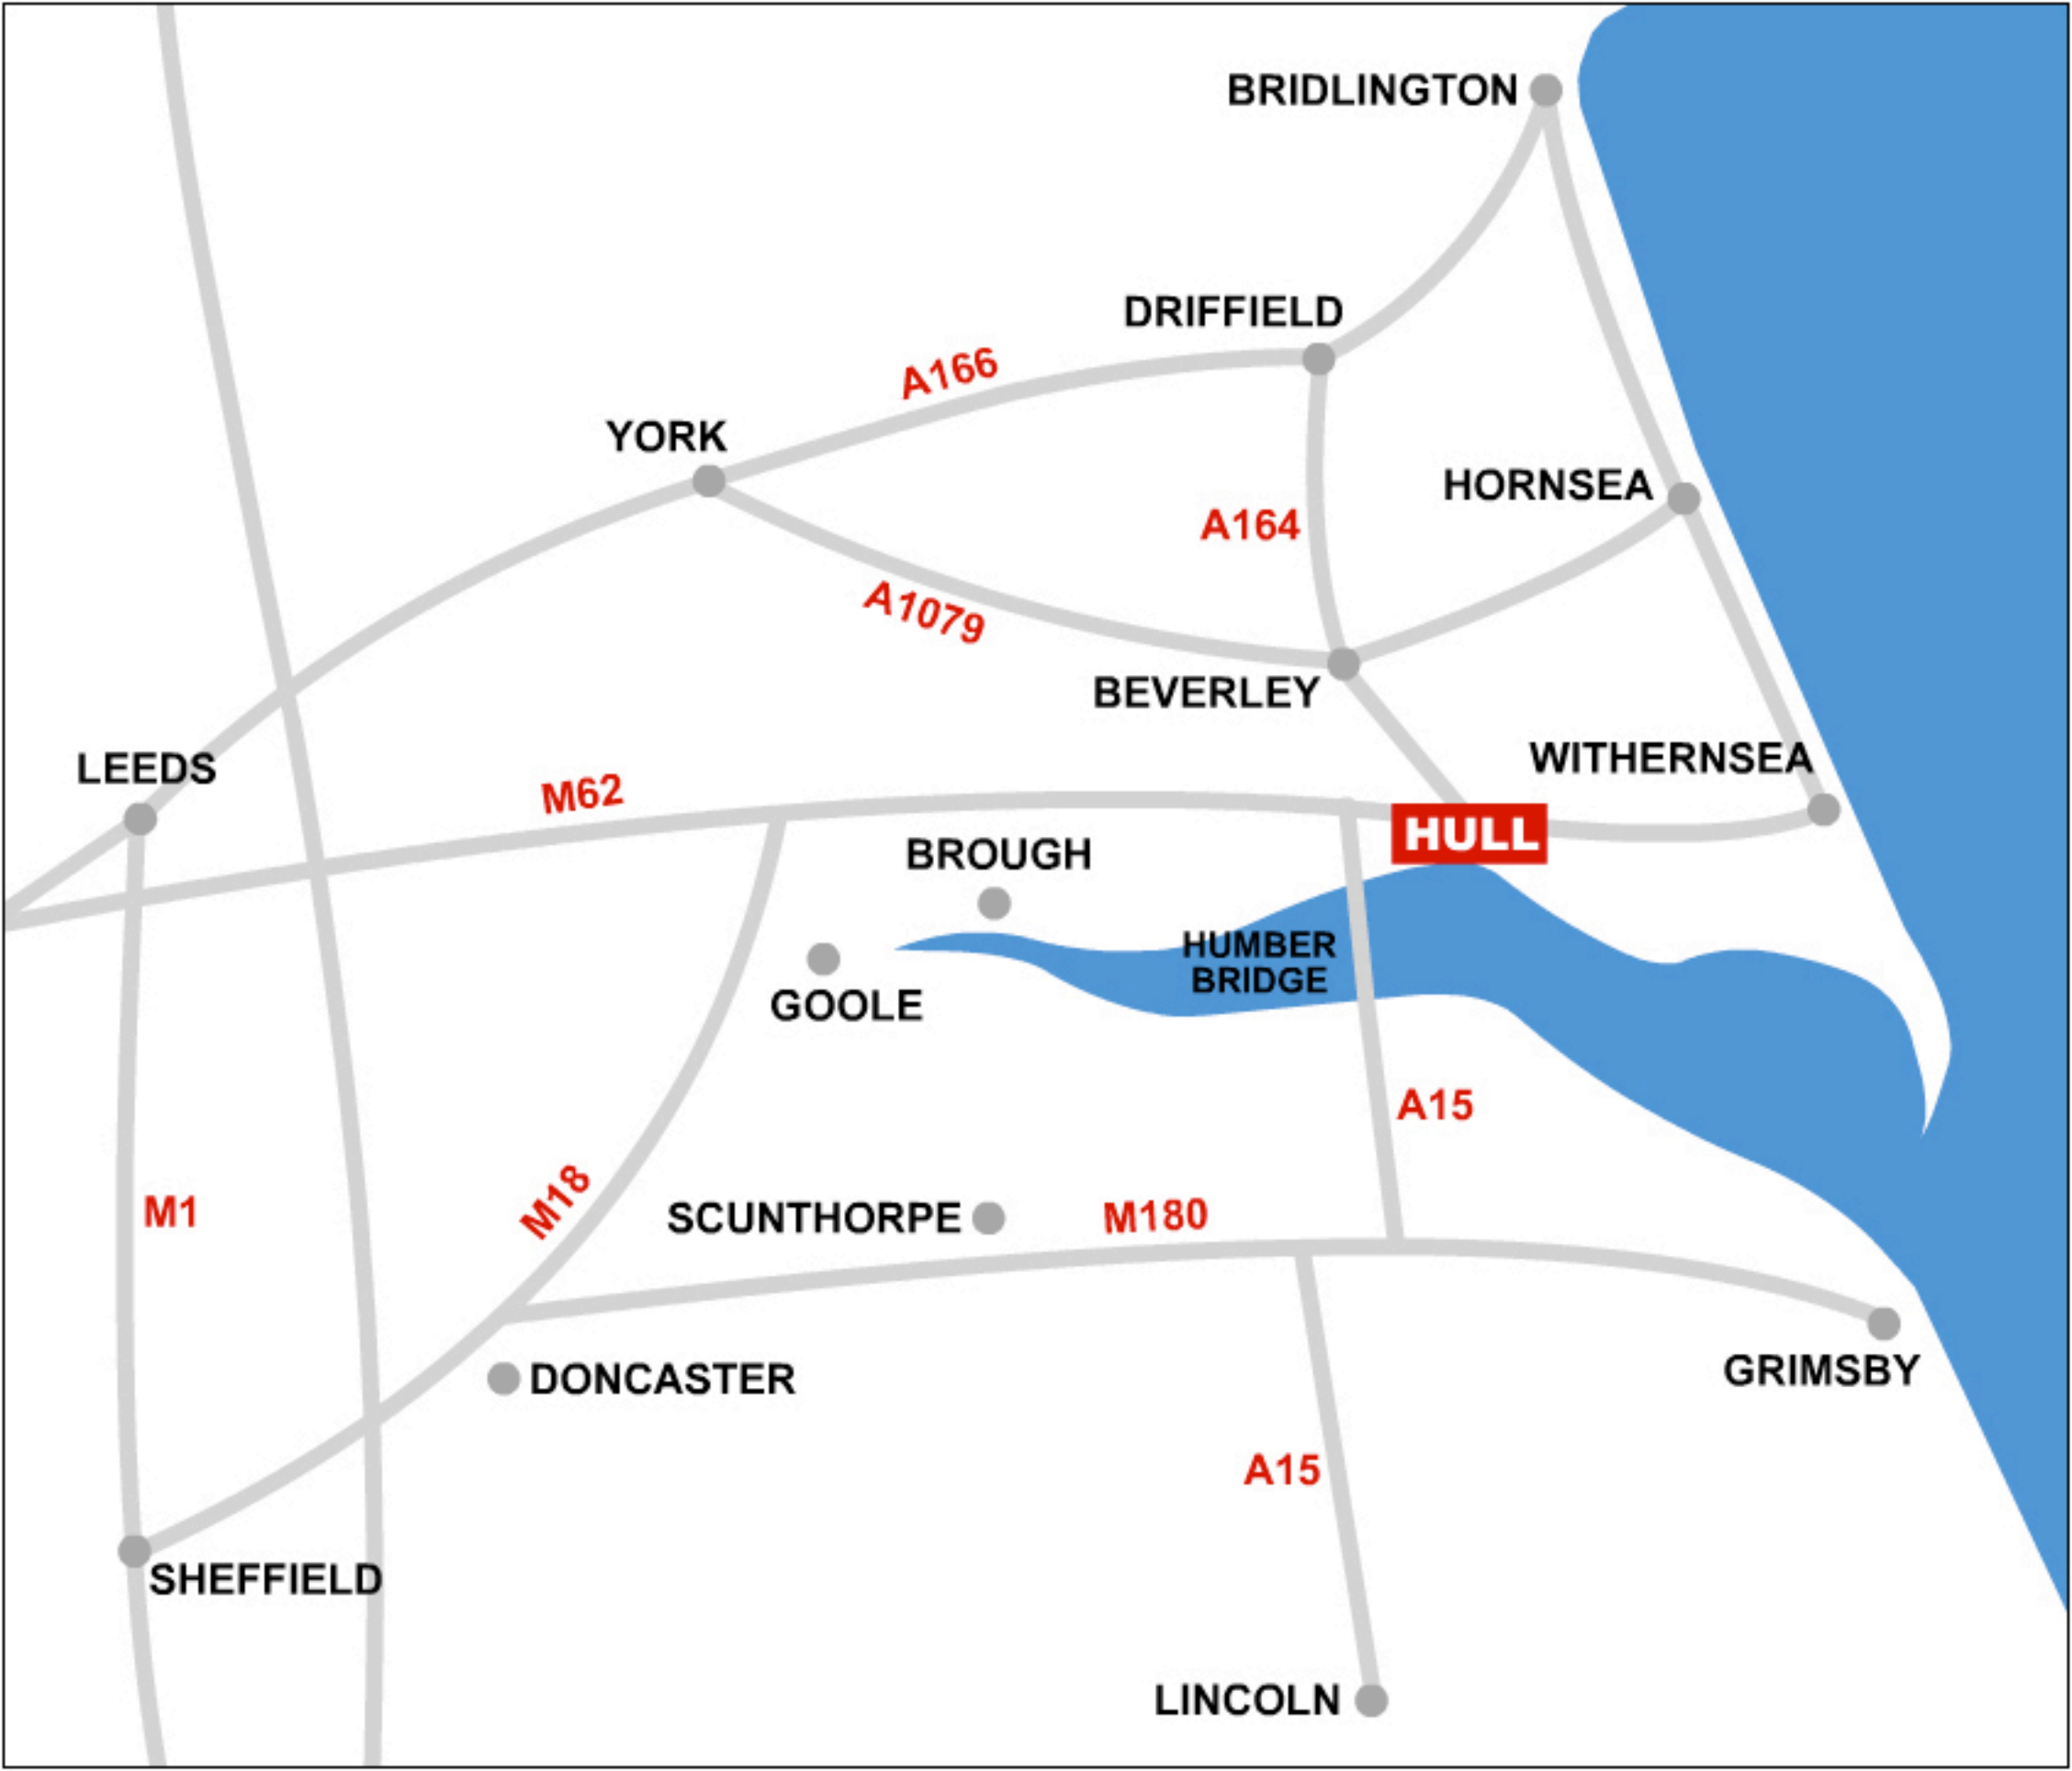 BRIDLINGTON
DRIFFIELD
A166
YORK
HORNSEA
A164
A1079
BEVERLEY
WITHERNSEA
LEEDS
M62
HULL
BROUGH
HUMBER
BRIDGE
GOOLE
A15
M1
M18
SCUNTHORPE
M180
GRIMSBY
DONCASTER
A15
SHEFFIELD
LINCOLN